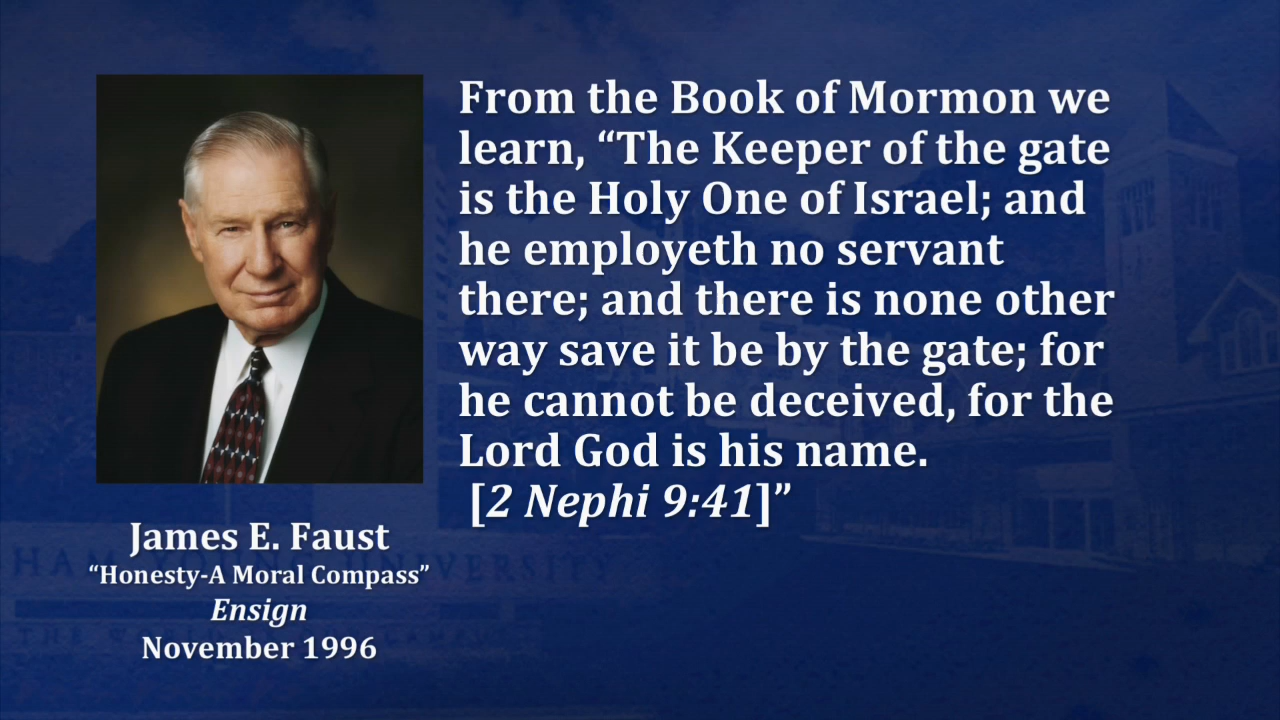 From the Book of Mormon we
learn, “The Keeper of the gate
is the Holy One of Israel; and
he employeth no servant
there; and there is none other
way save it be by the gate; for
he cannot be deceived, for the
Lord God is his name.
[2 Nephi 9:41]”
James E. Faust
“Honesty-A Moral Compass”
Ensign
November 1996